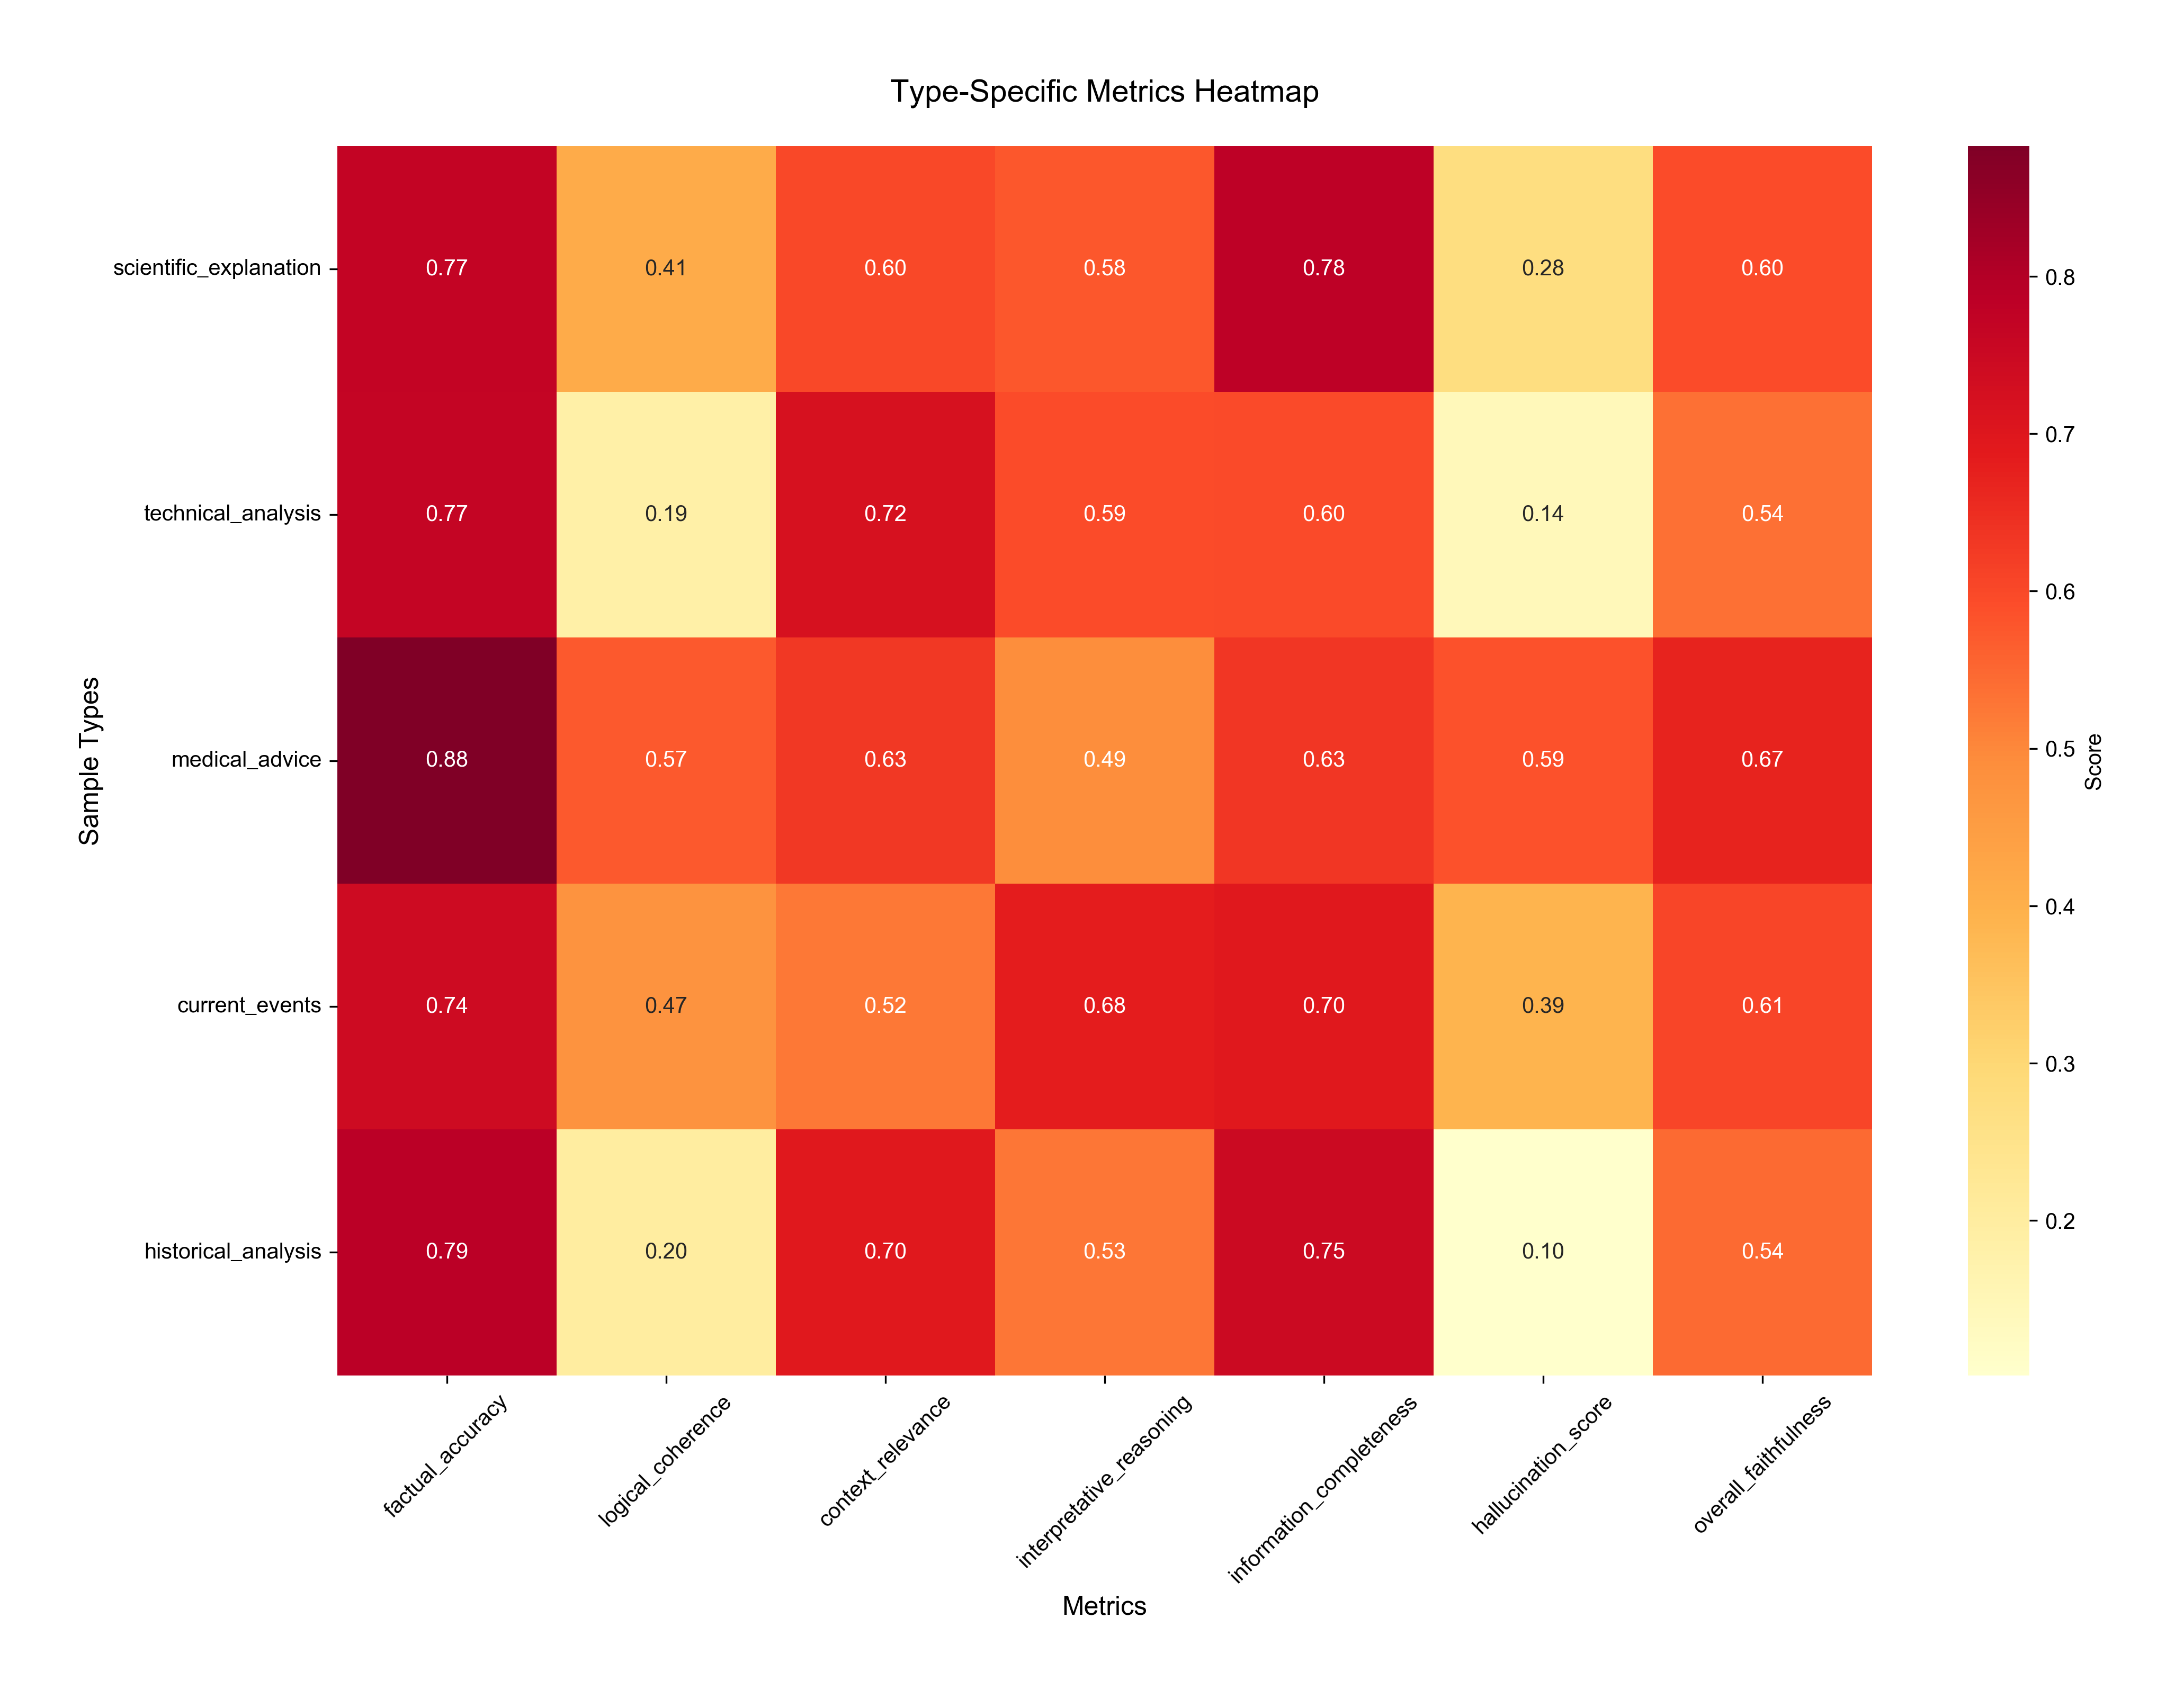 Type-Specific Metrics Heatmap
scientific_explanation 0.77 0.41 0.60 0.58 0.78 0.28 0.60
technical_analysis 0.77 0.19 0.72 0.59 0.60 0.14 0.54
medical_advice 0.88 0.57 0.63 0.49 0.63 0.59 0.67
current_events 0.74 0.47 0.52 0.68 0.70 0.39 0.61
historical_analysis 0.79 0.20 0.70 0.53 0.75 0.10 0.54
Sample Types
factual_accuracy
logical_coherence
context_relevance
interpretative_reasoning
information_completeness
hallucination_score
overall_faithfulness
Metrics
0.8
0.7
0.6
0.5
0.4
0.3
0.2
Score